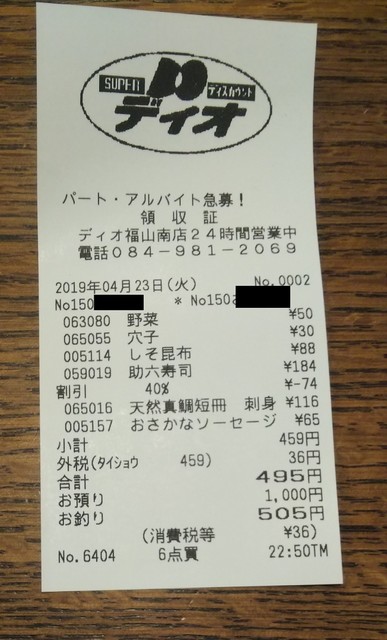 SUPER ディスカウント
ディオ
パート・アルバイト急募!
領 収 証
ディオ福山南店24時間営業中
電話084-981-2069
2019年04月23日(火) No.0002
No150 * No150
063080 野菜 ¥50
065055 穴子 ¥30
005114 しそ昆布 ¥88
059019 助六寿司 ¥184
割引 40% ¥-74
065016 天然真鯛短冊 刺身 ¥116
005157 おさかなソーセージ ¥65
小計 459円
外税(タイショウ 459) 36円
合計 495円
お預り 1,000円
お釣り 505円
(消費税等 ¥36)
No.6404 6点買 22:50TM